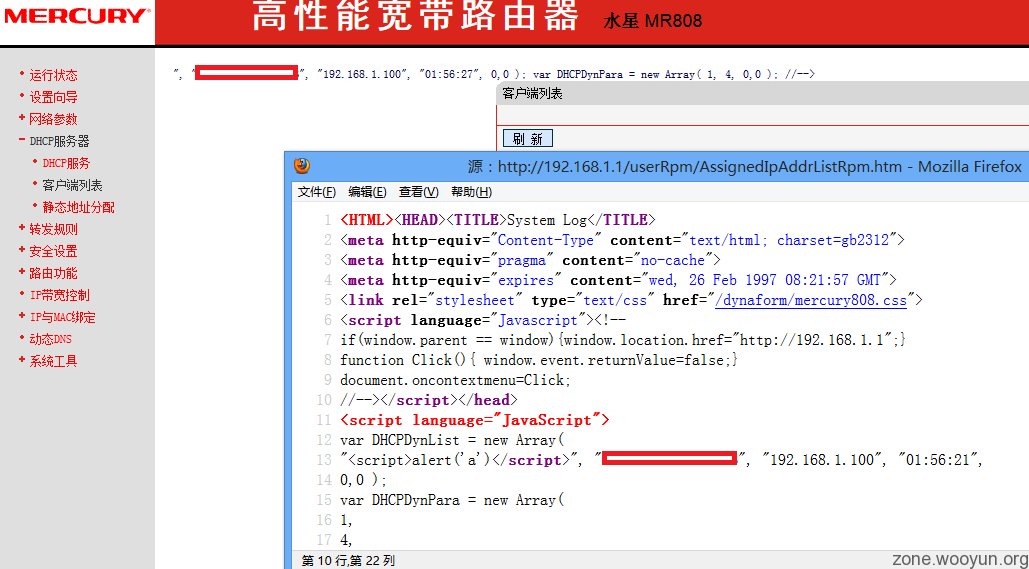 MERCURY
高性能宽带路由器 水星 MR808
运行状态
设置向导
网络参数
DHCP服务器
DHCP服务
客户端列表
静态地址分配
转发规则
安全设置
路由功能
IP带宽控制
IP与MAC绑定
动态DNS
系统工具
", "", "192.168.1.100", "01:56:27", 0,0 ); var DHCPDynPara = new Array( 1, 4, 0,0 ); //-->
客户端列表
刷 新
源：http://192.168.1.1/userRpm/AssignedIpAddrListRpm.htm - Mozilla Firefox
文件(F) 编辑(E) 查看(V) 帮助(H)
1 <HTML><HEAD><TITLE>System Log</TITLE>
2 <meta http-equiv="Content-Type" content="text/html; charset=gb2312">
3 <meta http-equiv="pragma" content="no-cache">
4 <meta http-equiv="expires" content="wed, 26 Feb 1997 08:21:57 GMT">
5 <link rel="stylesheet" type="text/css" href="/dynaform/mercury808.css">
6 <script language="Javascript"><!--
7 if(window.parent == window){window.location.href="http://192.168.1.1";}
8 function Click(){ window.event.returnValue=false;}
9 document.oncontextmenu=Click;
10 //--></script></head>
11 <script language="JavaScript">
12 var DHCPDynList = new Array(
13 "<script>alert('a')</script>", "", "192.168.1.100", "01:56:21",
14 0,0 );
15 var DHCPDynPara = new Array(
16 1,
17 4,
第 10 行,第 22 列
zone.wooyun.org